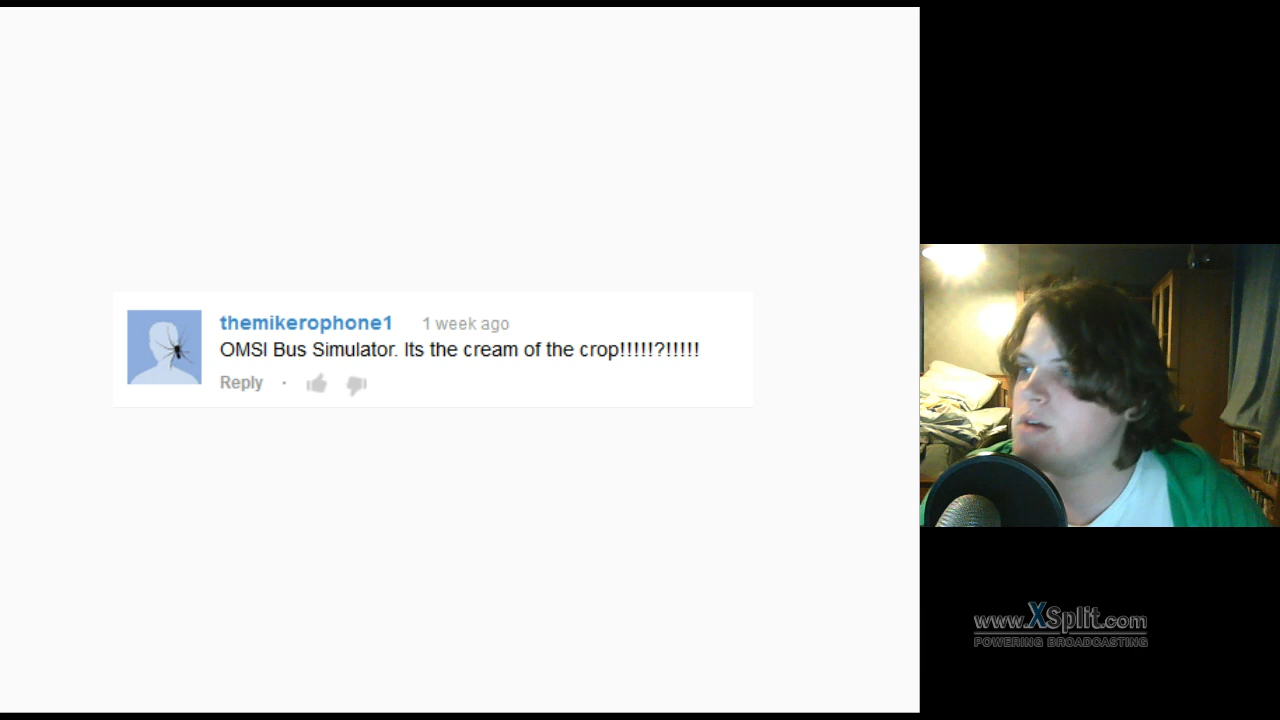 themikerophone1 1 week ago
OMSI Bus Simulator. Its the cream of the crop!!!!!?!!!!!
Reply ·
www.XSplit.com
POWERING BROADCASTING